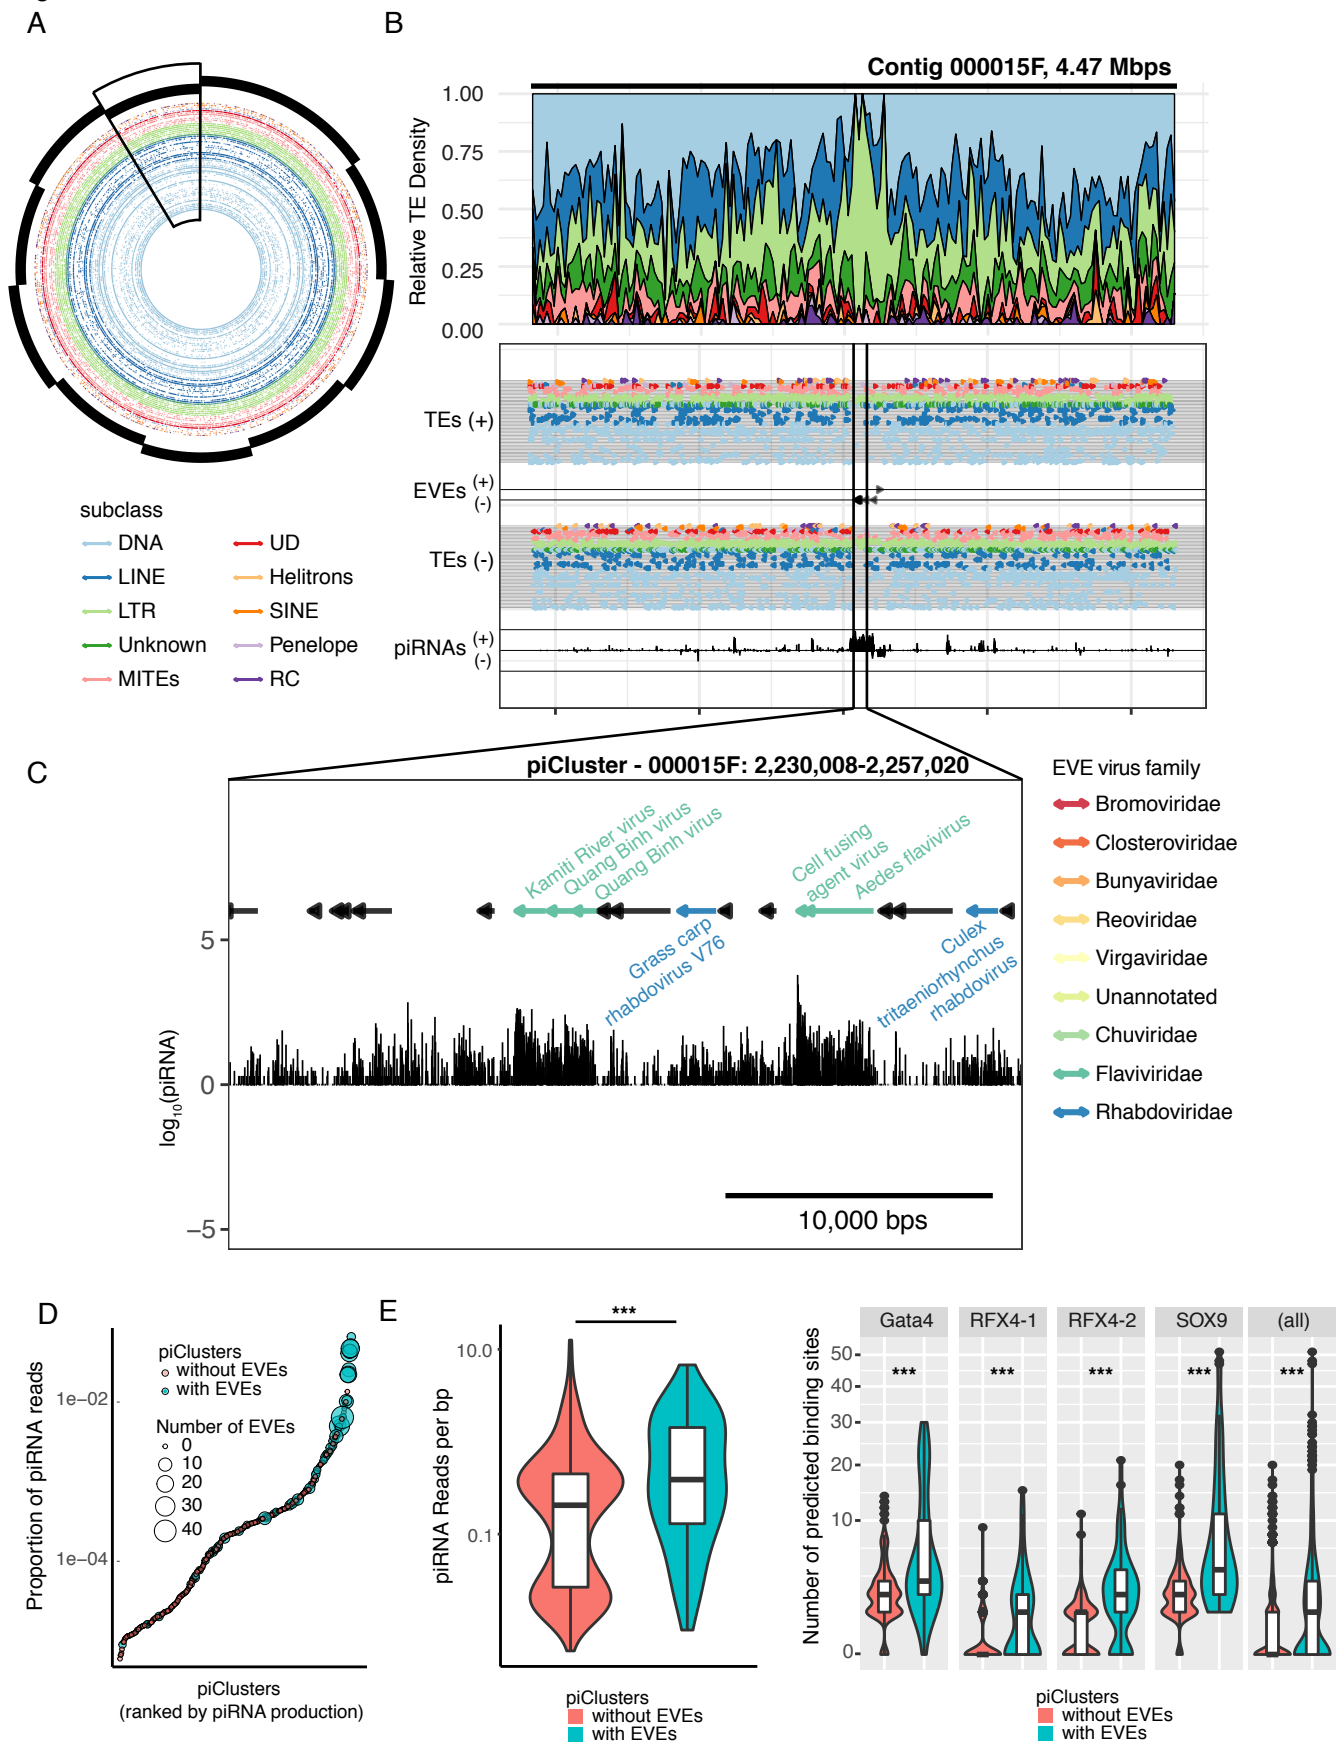 A
B
Contig 000015F, 4.47 Mbps
Relative TE Density
1.00
0.75
0.50
0.25
0.00
TEs (+)
EVEs (+)
(-)
TEs (-)
piRNAs (+)
(-)
subclass
DNA
LINE
LTR
Unknown
MITEs
UD
Helitrons
SINE
Penelope
RC
C
piCluster - 000015F: 2,230,008-2,257,020
Kamiti River virus
Quang Binh virus
Quang Binh virus
Cell fusing
agent virus
Aedes flavivirus
Grass carp
rhabdovirus V76
Culex
tritaeniorhynchus
rhabdovirus
log10(piRNA)
5
0
−5
10,000 bps
EVE virus family
Bromoviridae
Closteroviridae
Bunyaviridae
Reoviridae
Virgaviridae
Unannotated
Chuviridae
Flaviviridae
Rhabdoviridae
D
Proportion of piRNA reads
1e−02
1e−04
piClusters
without EVEs
with EVEs
Number of EVEs
0
10
20
30
40
piClusters
(ranked by piRNA production)
E
piRNA Reads per bp
10.0
0.1
***
piClusters
without EVEs
with EVEs
Number of predicted binding sites
50
40
30
20
10
0
Gata4
RFX4-1
RFX4-2
SOX9
(all)
***
***
***
***
***
piClusters
without EVEs
with EVEs